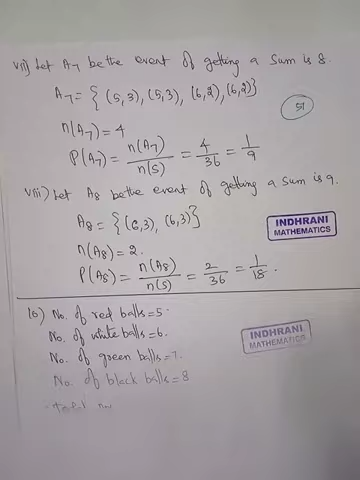 vii) Let A7 be the event of getting a sum is 8.
A7 = { (5,3), (5,3), (6,2), (6,2)}
n(A7) = 4
P(A7) = n(A7)/n(S) = 4/36 = 1/9
viii) Let A8 be the event of getting a sum is 9.
A8 = { (6,3), (6,3)}
INDHRANI
MATHEMATICS
n(A8) = 2.
P(A8) = n(A8)/n(S) = 2/36 = 1/18.
10) No. of red balls = 5.
No. of white balls = 6.
INDHRANI
MATHEMATICS
No. of green balls = 7.
No. of black balls = 8